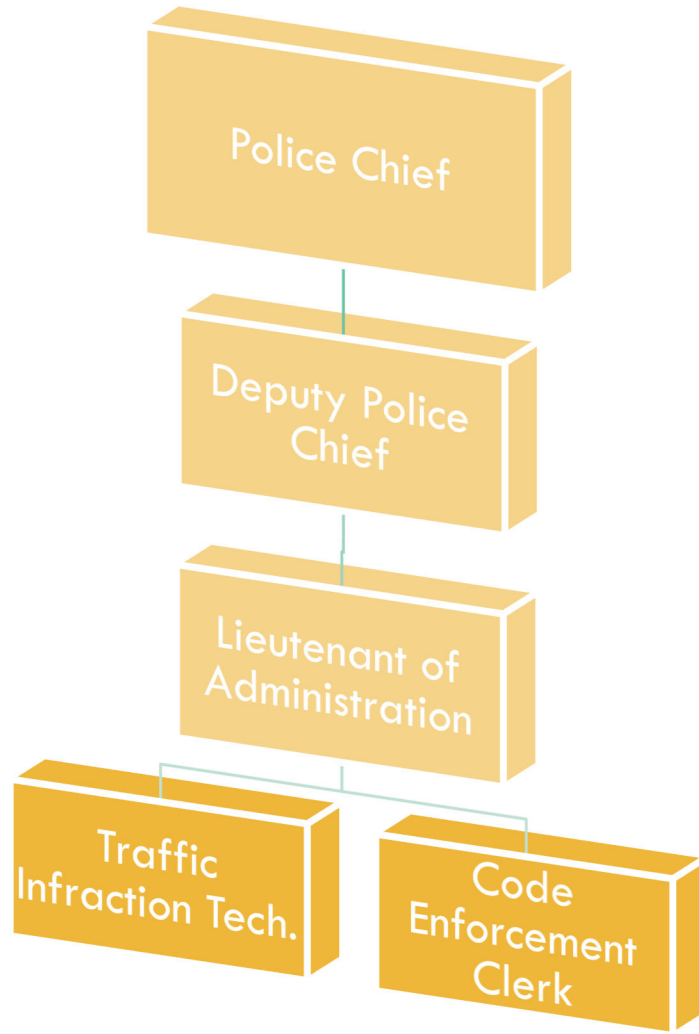 Police Chief
Deputy Police
Chief
Lieutenant of
Administration
Traffic
Infraction Tech.
Code
Enforcement
Clerk